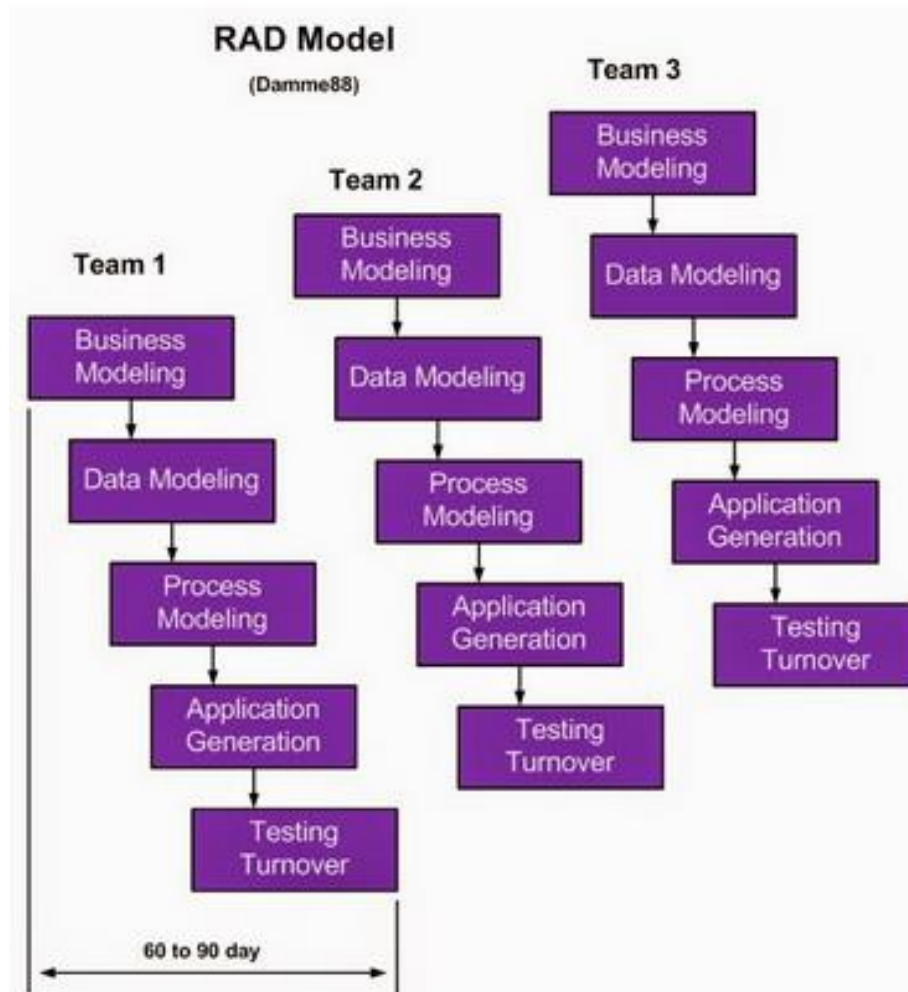 RAD Model
(Damme88)
Team 3
Business
Modeling
Data Modeling
Process
Modeling
Application
Generation
Testing
Turnover
Team 2
Business
Modeling
Data Modeling
Process
Modeling
Application
Generation
Testing
Turnover
Team 1
Business
Modeling
Data Modeling
Process
Modeling
Application
Generation
Testing
Turnover
60 to 90 day